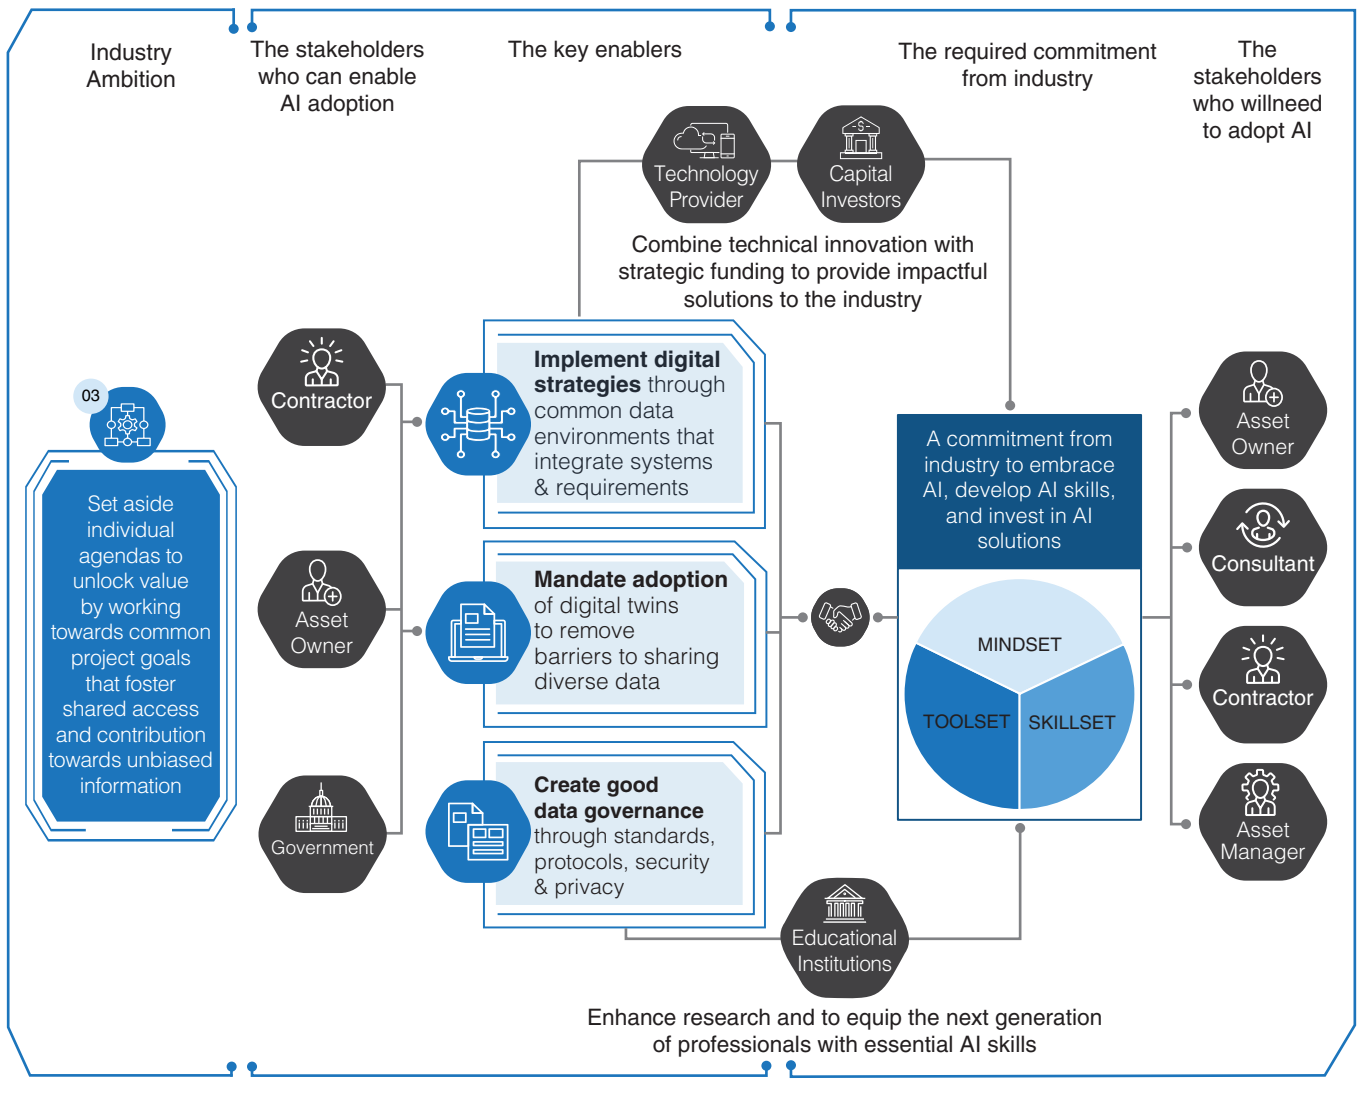 Industry
Ambition
The stakeholders
who can enable
AI adoption
The key enablers
The required commitment
from industry
The
stakeholders
who willneed
to adopt AI
Technology
Provider
Capital
Investors
Combine technical innovation with
strategic funding to provide impactful
solutions to the industry
03
Set aside
individual
agendas to
unlock value
by working
towards common
project goals
that foster
shared access
and contribution
towards unbiased
information
Contractor
Asset
Owner
Government
Implement digital
strategies through
common data
environments that
integrate systems
& requirements
Mandate adoption
of digital twins
to remove
barriers to sharing
diverse data
Create good
data governance
through standards,
protocols, security
& privacy
A commitment from
industry to embrace
AI, develop AI skills,
and invest in AI
solutions
MINDSET
TOOLSET
SKILLSET
Asset
Owner
Consultant
Contractor
Asset
Manager
Educational
Institutions
Enhance research and to equip the next generation
of professionals with essential AI skills